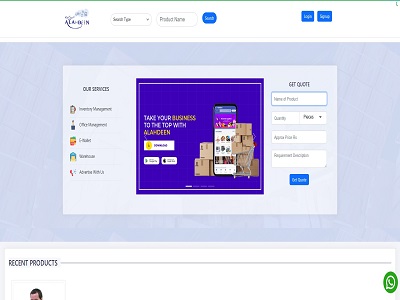 ALAHDEEN
Search Type
Product Name
Search
Login
Signup
OUR SERVICES
Inventory Management
Office Management
E-Wallet
Warehouse
Advertise With Us
TAKE YOUR BUSINESS
TO THE TOP WITH
ALAHDEEN
DOWNLOAD
GET QUOTE
Name of Product
Quantity
Pieces
Approx Price Rs
Requirement Description
Get Quote
RECENT PRODUCTS